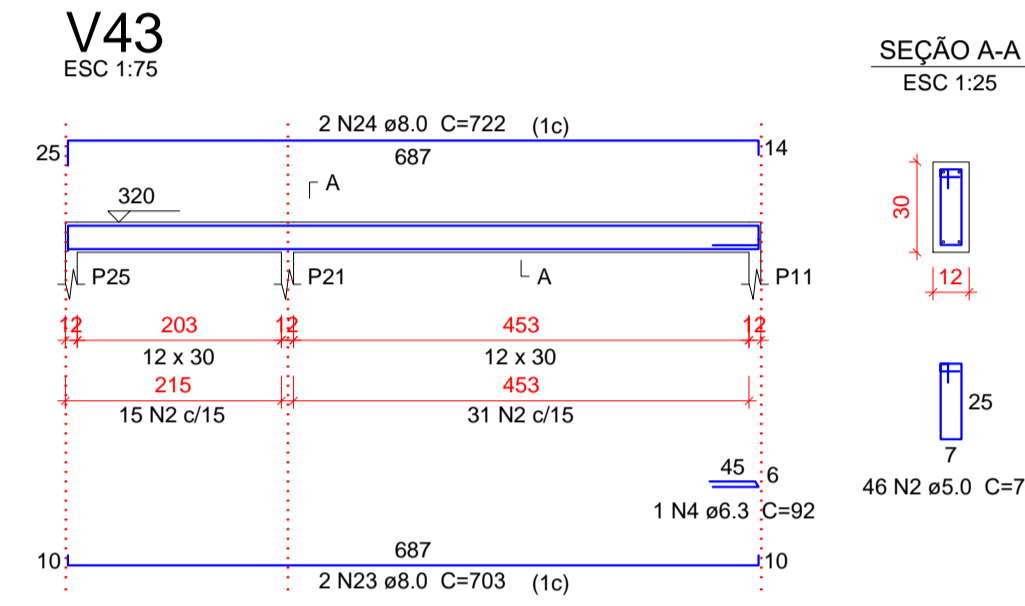 V43
ESC 1:75
SEÇÃO A-A
ESC 1:25
2 N24 ø8.0 C=722 (1c)
25
687
14
A
320
30
P25
P21
A
P11
12
12
203
12
453
12
12 x 30
12 x 30
215
453
15 N2 c/15
31 N2 c/15
25
7
45
6
46 N2 ø5.0 C=7
1 N4 ø6.3 C=92
10
687
10
2 N23 ø8.0 C=703 (1c)